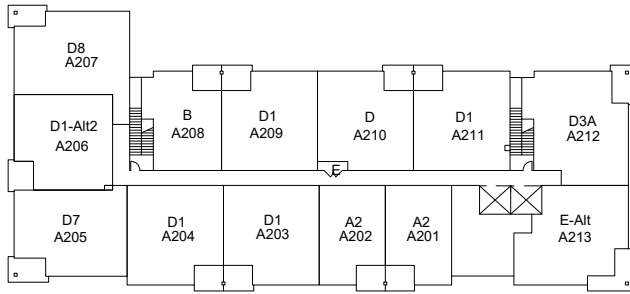 D8
A207
B
A208
D1
A209
D
A210
D1
A211
D3A
A212
D1-Alt2
A206
E
D7
A205
D1
A204
D1
A203
A2
A202
A2
A201
E-Alt
A213